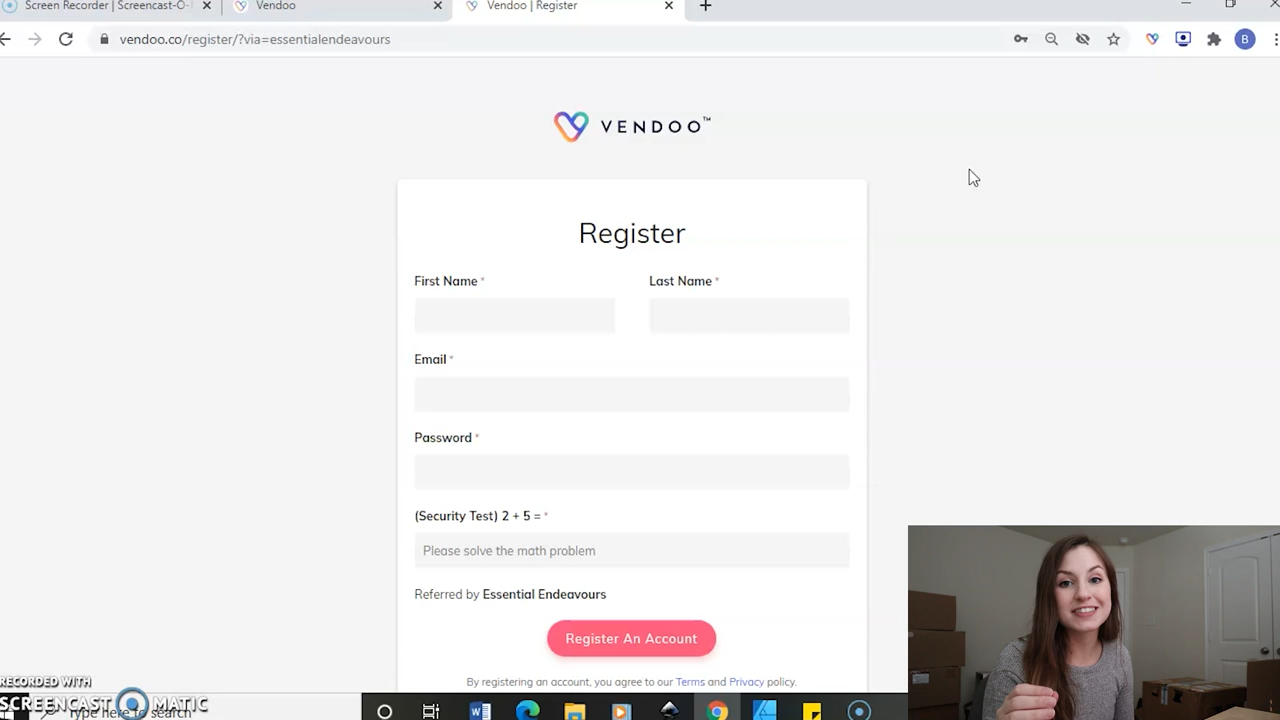 Screen Recorder | Screencast-O-
Vendoo
Vendoo | Register
vendoo.co/register/?via=essentialendeavours
B
VENDOO™
Register
First Name *
Last Name *
Email *
Password *
(Security Test) 2 + 5 = *
Please solve the math problem
Referred by Essential Endeavours
Register An Account
By registering an account, you agree to our Terms and Privacy policy.
RECORDED WITH
SCREENCAST MATIC
Type here to search